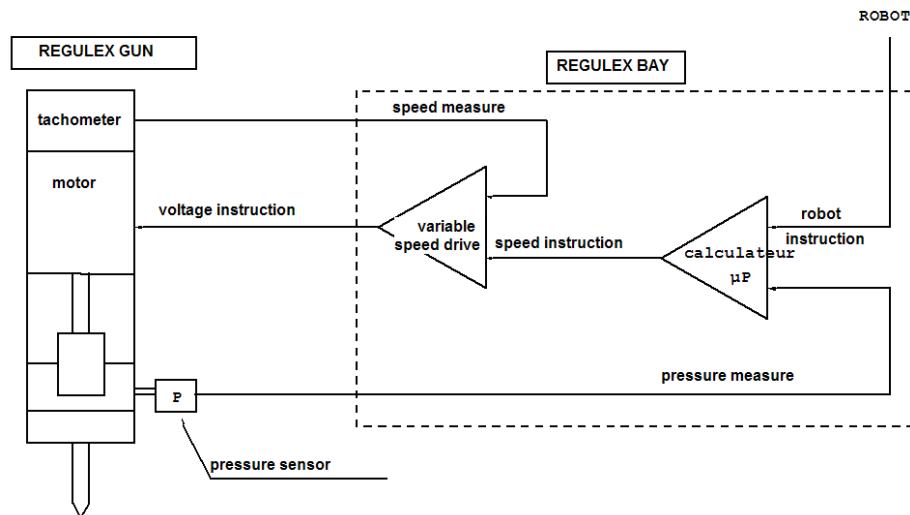 ROBOT
REGULEX GUN
REGULEX BAY
tachometer
speed measure
motor
voltage instruction
variable
speed drive
speed instruction
robot
instruction
calculateur
µP
pressure measure
P
pressure sensor